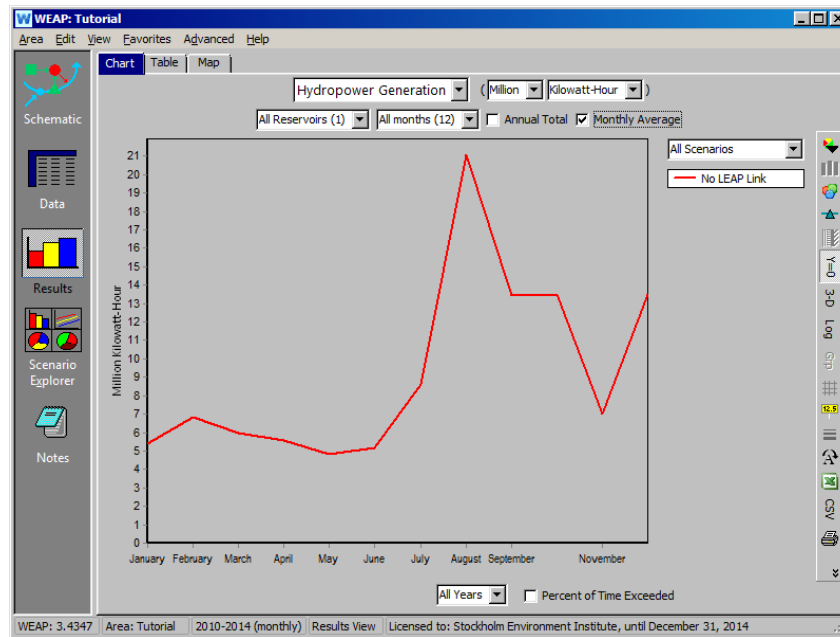 WEAP: Tutorial
Area Edit View Favorites Advanced Help
Chart Table Map
Hydropower Generation ( Million Kilowatt-Hour )
All Reservoirs (1) All months (12) Annual Total Monthly Average
All Scenarios
No LEAP Link
Schematic
Data
Results
Scenario
Explorer
Notes
Million Kilowatt-Hour
21
20
19
18
17
16
15
14
13
12
11
10
9
8
7
6
5
4
3
2
1
0
January February March April May June July August September November
All Years Percent of Time Exceeded
Y=0
3-D
Log
Grp
12.5
CSV
WEAP: 3.4347 Area: Tutorial 2010-2014 (monthly) Results View Licensed to: Stockholm Environment Institute, until December 31, 2014